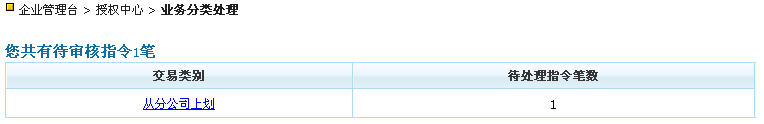 企业管理台 > 授权中心 > 业务分类处理
您共有待审核指令1笔
交易类别 待处理指令笔数
从分公司上划 1